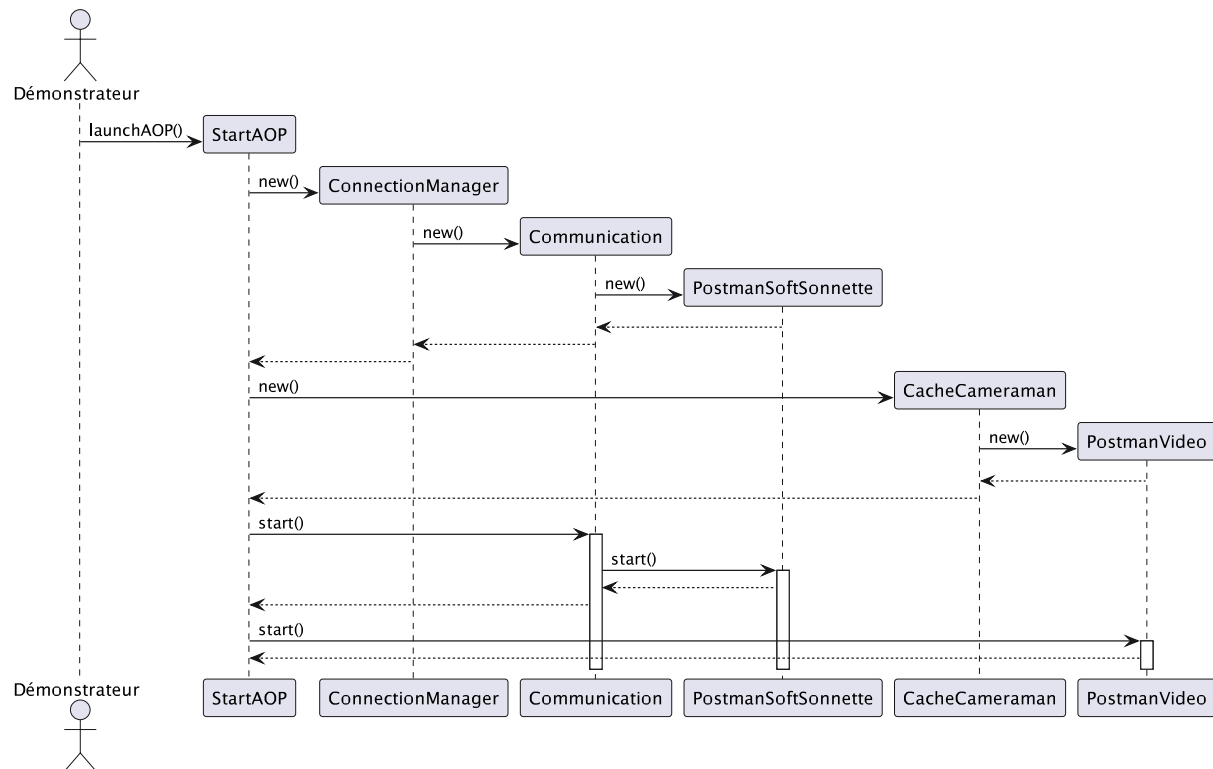 Démonstrateur
launchAOP()
StartAOP
new()
ConnectionManager
new()
Communication
new()
PostmanSoftSonnette
new()
CacheCameraman
new()
PostmanVideo
start()
start()
start()
Démonstrateur
StartAOP
ConnectionManager
Communication
PostmanSoftSonnette
CacheCameraman
PostmanVideo